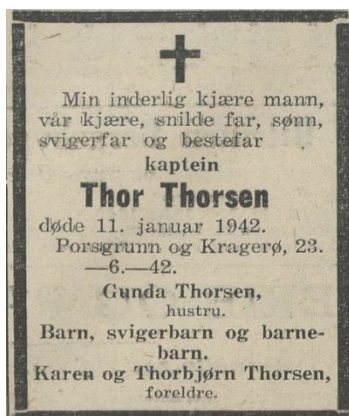 Min inderlig kjære mann,
vår kjære, snilde far, sønn,
svigerfar og bestefar
kaptein
Thor Thorsen
døde 11. januar 1942.
Porsgrunn og Kragerø, 23.
—6.—42.
Gunda Thorsen,
hustru.
Barn, svigerbarn og barne-
barn.
Karen og Thorbjørn Thorsen,
foreldre.